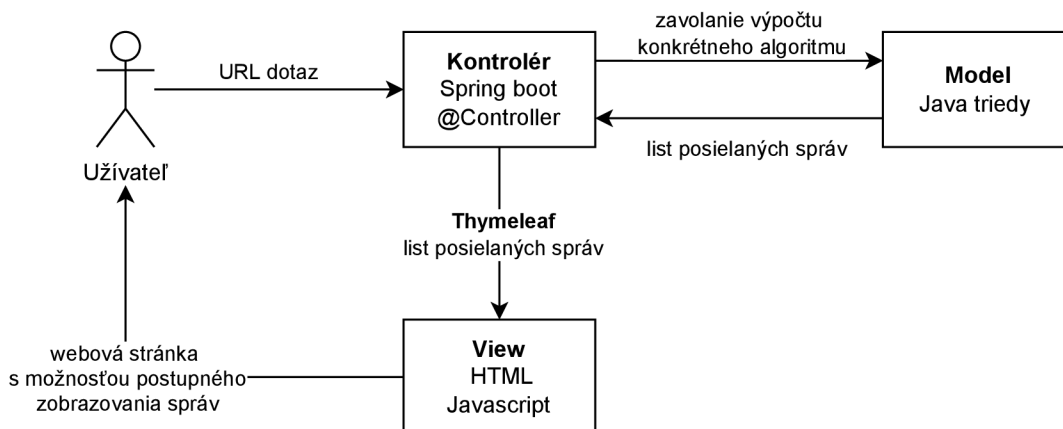 zavolanie výpočtu
konkrétneho algoritmu
URL dotaz
Kontrolér
Spring boot
@Controller
Model
Java triedy
list posielaných správ
Užívateľ
Thymeleaf
list posielaných správ
View
HTML
Javascript
webová stránka
s možnosťou postupného
zobrazovania správ